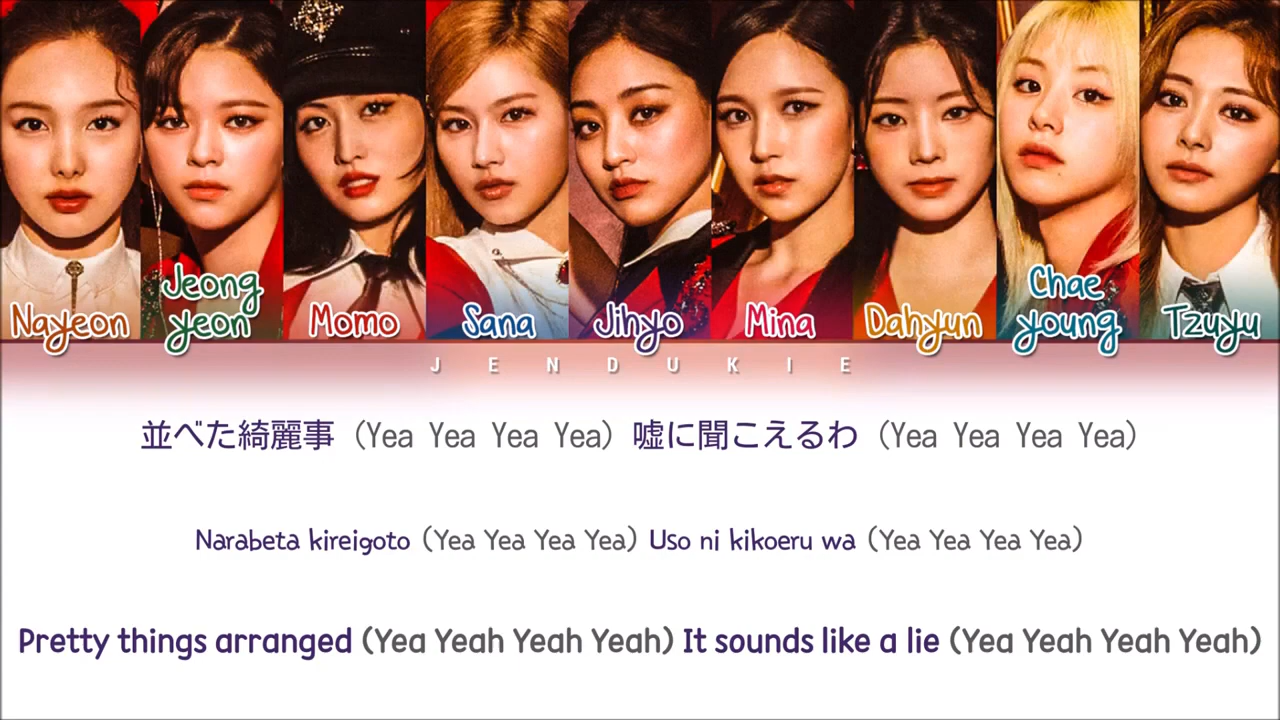 Nayeon
Jeong
yeon
Momo
Sana
Jihyo
Mina
Dahyun
Chae
young
Tzuyu
JENDUKIE
並べた綺麗事 (Yea Yea Yea Yea) 嘘に聞こえるわ (Yea Yea Yea Yea)
Narabeta kireigoto (Yea Yea Yea Yea) Uso ni kikoeru wa (Yea Yea Yea Yea)
Pretty things arranged (Yea Yeah Yeah Yeah) It sounds like a lie (Yea Yeah Yeah Yeah)